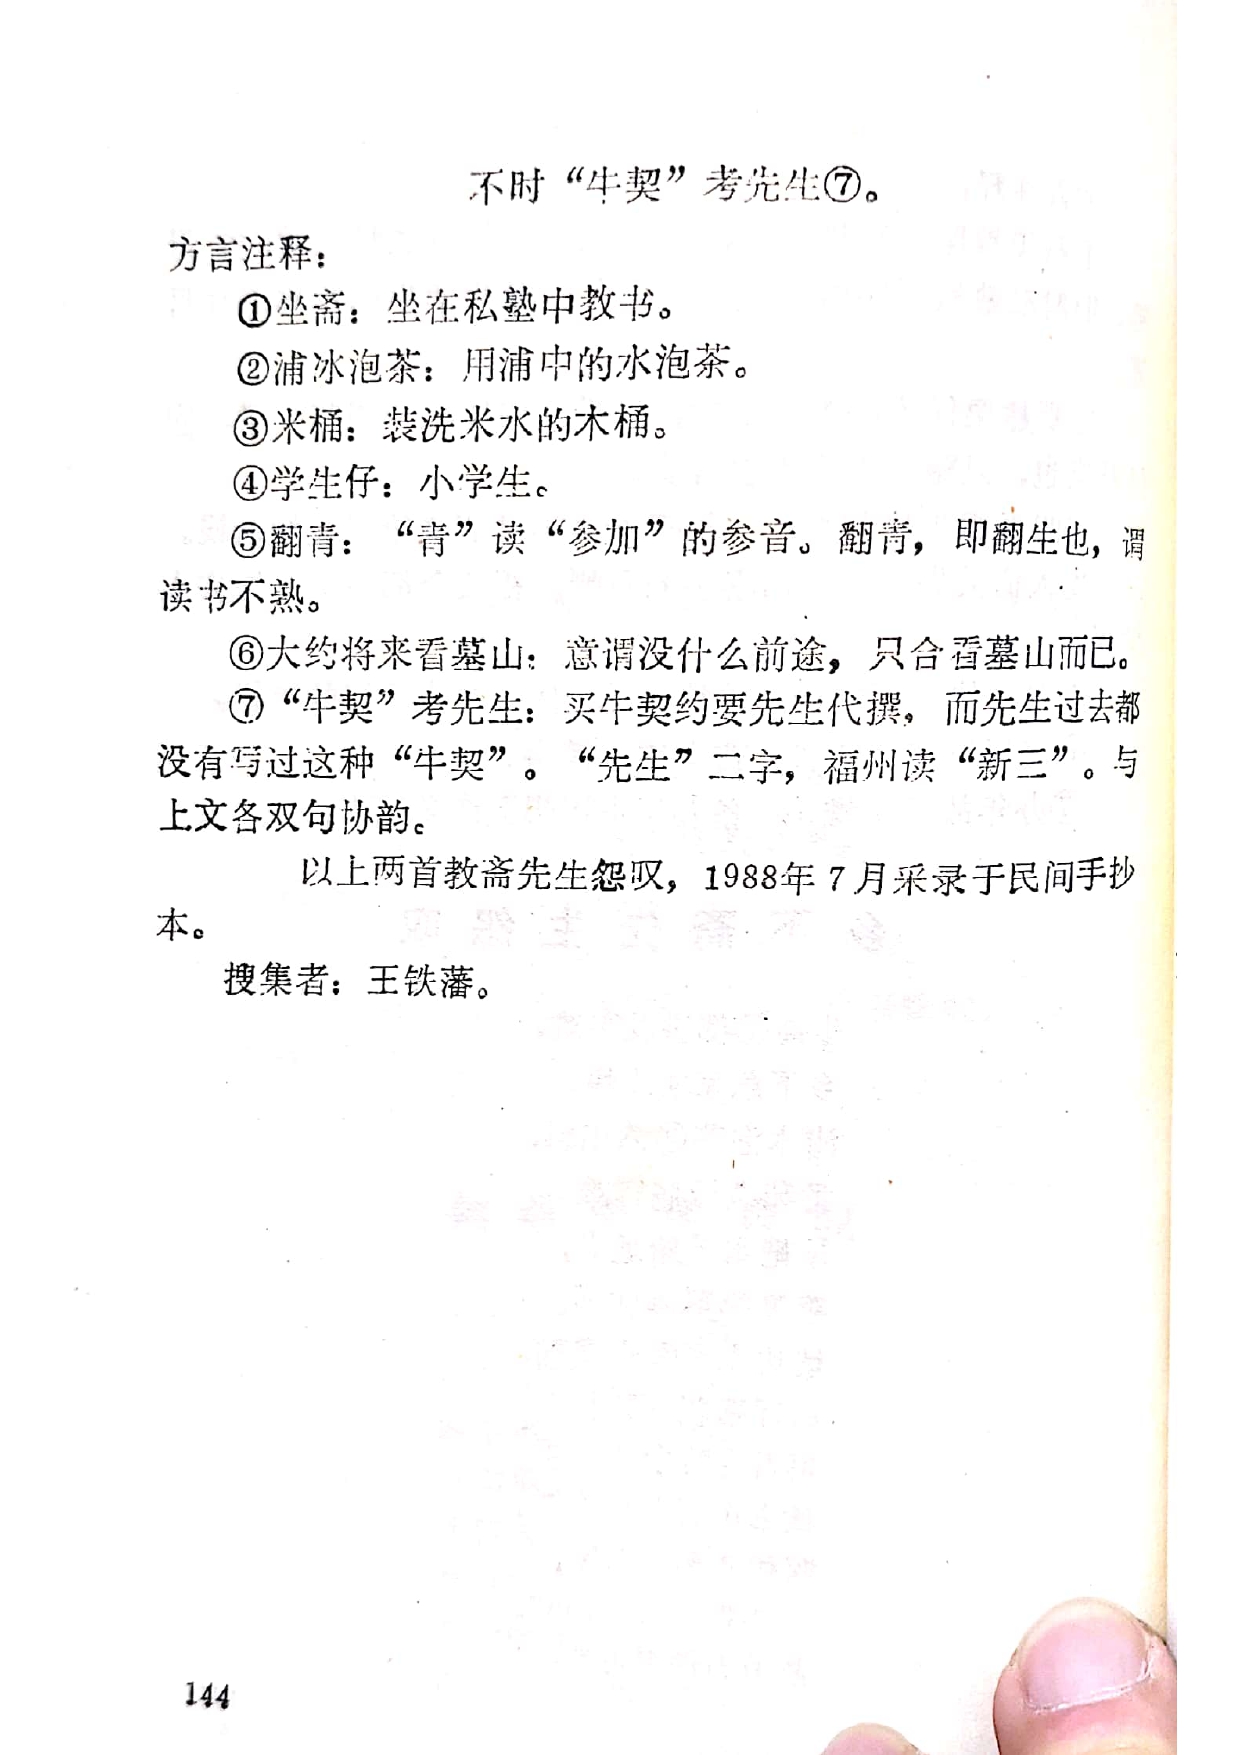 不时“牛契”考先生⑦。
方言注释：
①坐斋：坐在私塾中教书。
②浦冰泡茶：用浦中的水泡茶。
③米桶：装洗米水的木桶。
④学生仔：小学生。
⑤翻青：“青”读“参加”的参音。翻青，即翻生也，谓
读书不熟。
⑥大约将来看墓山：意谓没什么前途，只合看墓山而已。
⑦“牛契”考先生：买牛契约要先生代撰，而先生过去都
没有写过这种“牛契”。“先生”二字，福州读“新三”。与
上文各双句协韵。
以上两首教斋先生怨叹，1988年7月采录于民间手抄
本。
搜集者：王铁藩。
144